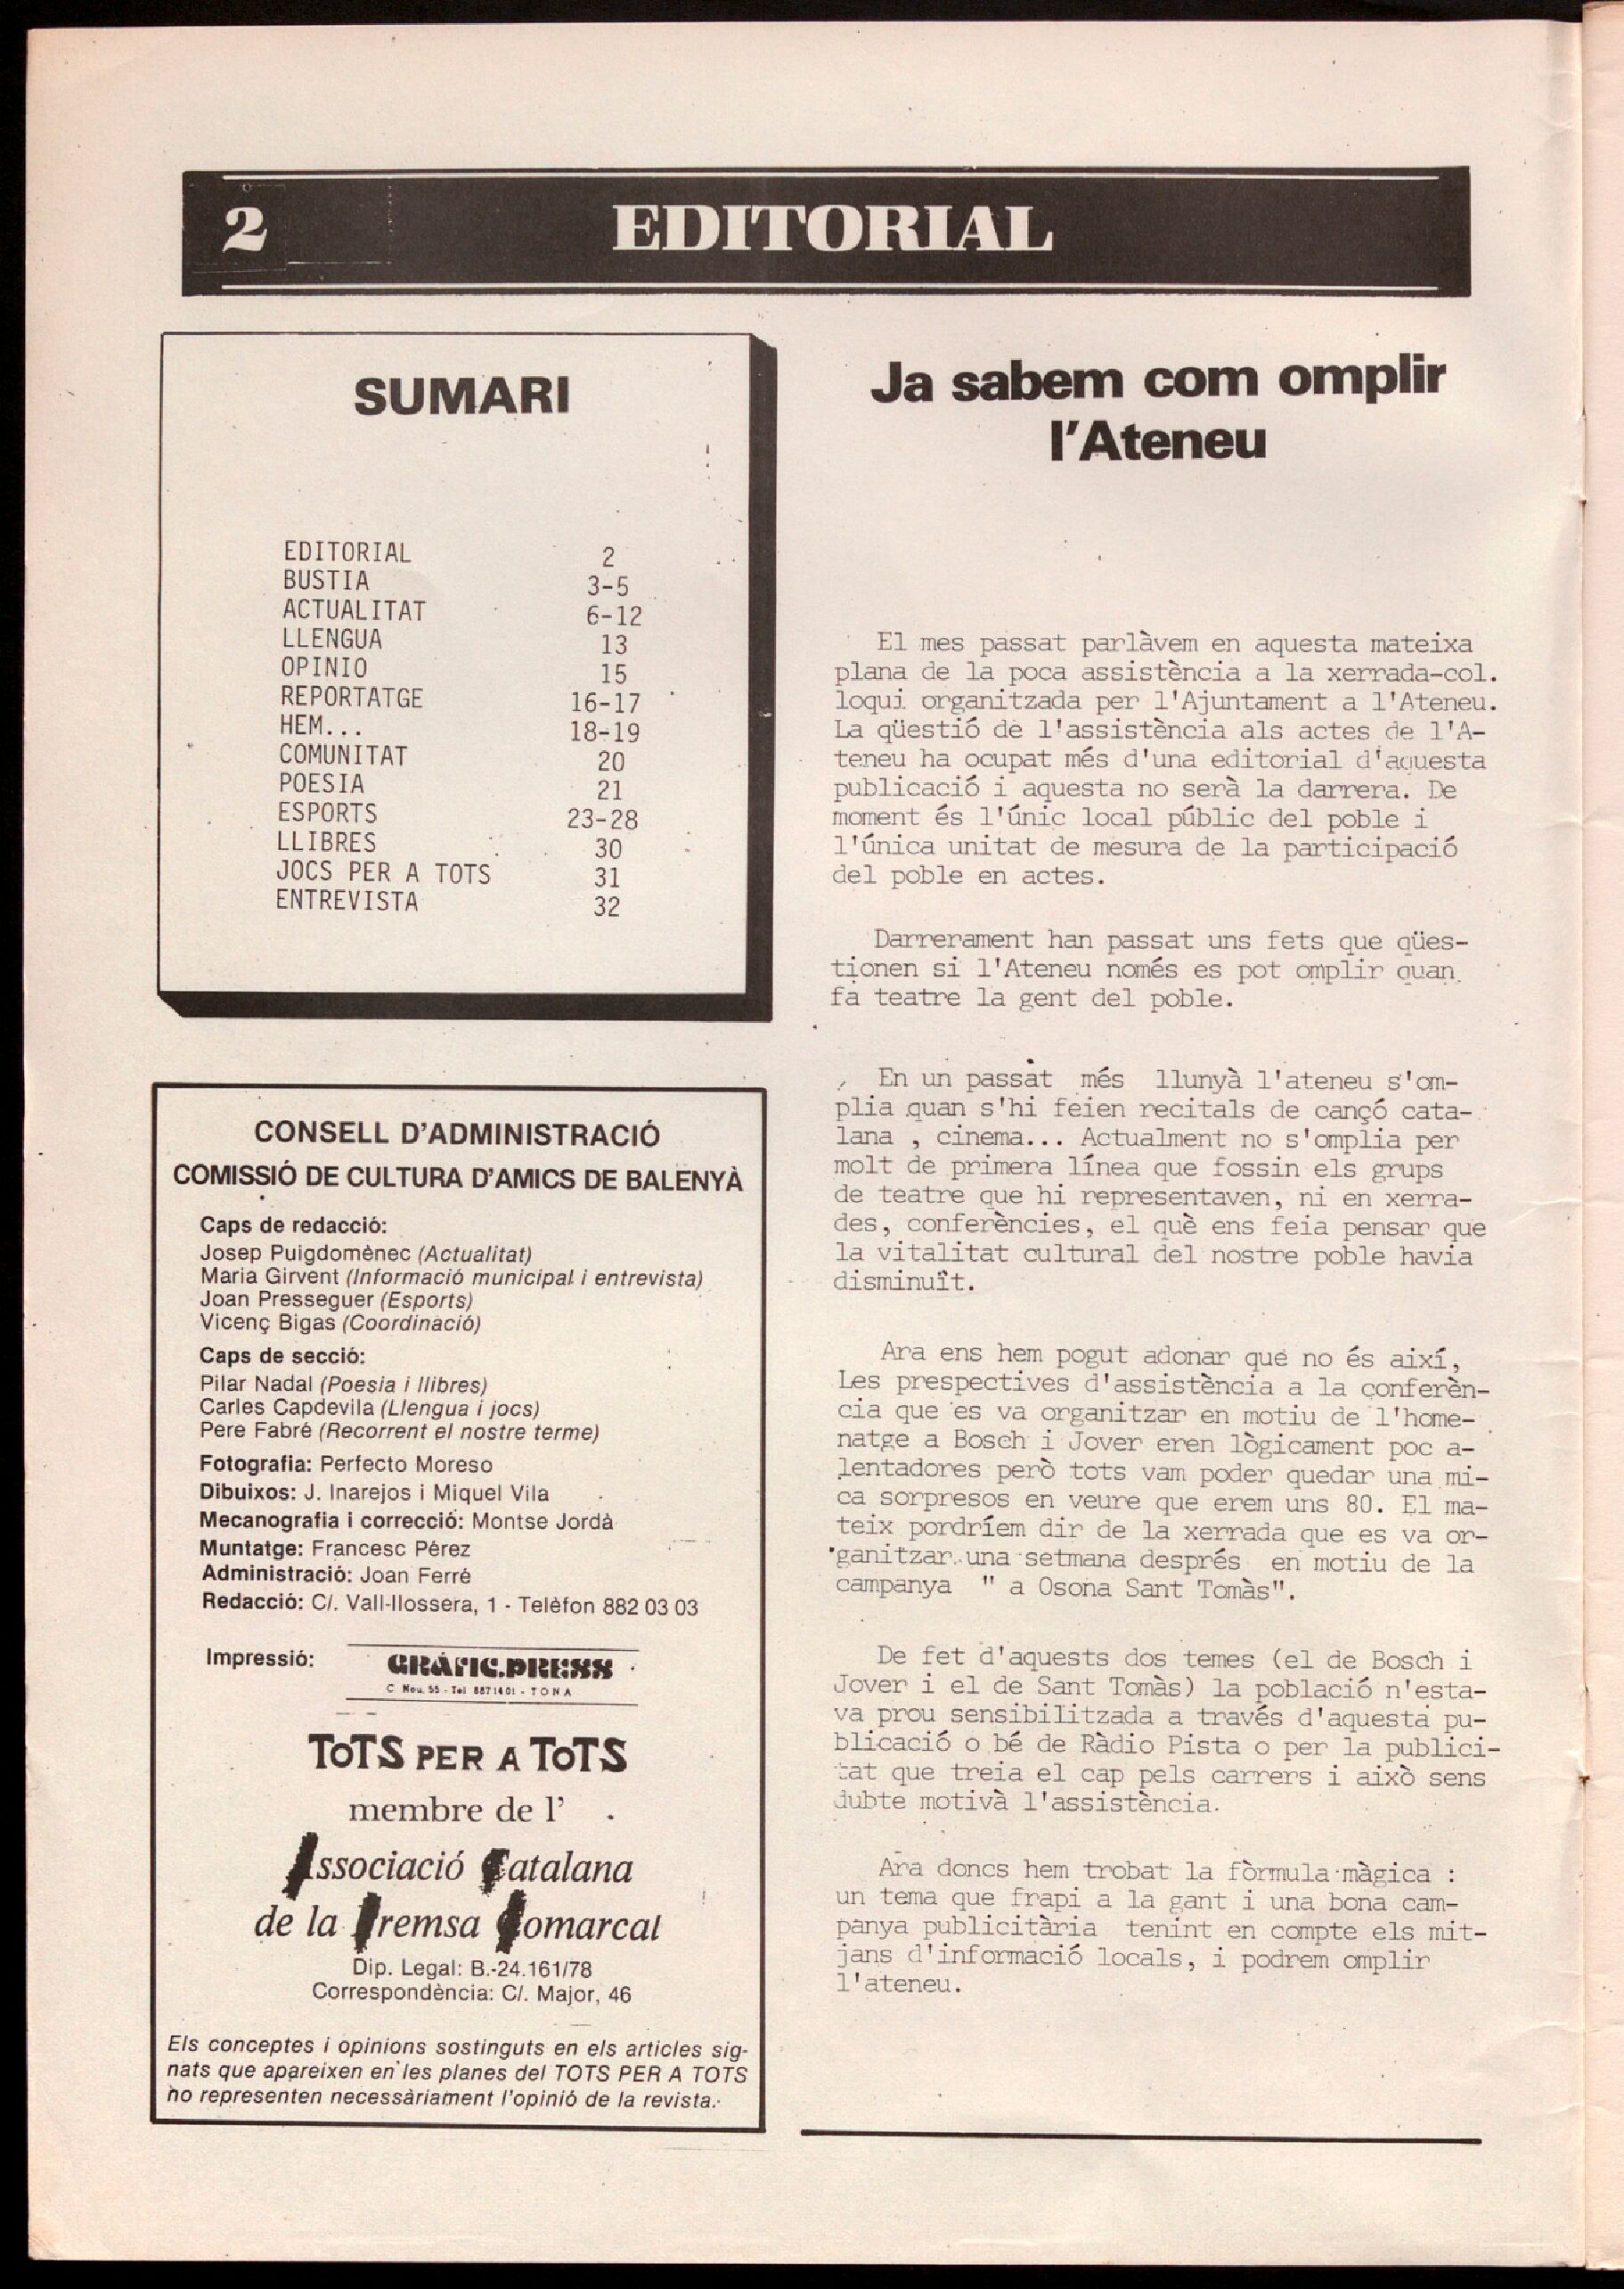 2
EDITORIAL
SUMARI
EDITORIAL 2
BUSTIA 3-5
ACTUALITAT 6-12
LLENGUA 13
OPINIO 15
REPORTATGE 16-17
HEM... 18-19
COMUNITAT 20
POESIA 21
ESPORTS 23-28
LLIBRES 30
JOCS PER A TOTS 31
ENTREVISTA 32
CONSELL D'ADMINISTRACIÓ
COMISSIÓ DE CULTURA D'AMICS DE BALENYÀ
Caps de redacció:
Josep Puigdomènec (Actualitat)
Maria Girvent (Informació municipal i entrevista)
Joan Presseguer (Esports)
Vicenç Bigas (Coordinació)
Caps de secció:
Pilar Nadal (Poesia i llibres)
Carles Capdevila (Llengua i jocs)
Pere Fabré (Recorrent el nostre terme)
Fotografia: Perfecto Moreso
Dibuixos: J. Inarejos i Miquel Vila
Mecanografia i correcció: Montse Jordà
Muntatge: Francesc Pérez
Administració: Joan Ferré
Redacció: C/. Vall-llossera, 1 - Telèfon 882 03 03
Impressió: GRÀFIC.PRESS
C Nou, 55 - Tel 8871401 - TONA
TOTS PER A TOTS
membre de l'
Associació Catalana
de la Premsa Comarcal
Dip. Legal: B.-24.161/78
Correspondència: C/. Major, 46
Els conceptes i opinions sostinguts en els articles sig-
nats que apareixen en les planes del TOTS PER A TOTS
no representen necessàriament l'opinió de la revista.
Ja sabem com omplir
l'Ateneu
El mes passat parlàvem en aquesta mateixa
plana de la poca assistència a la xerrada-col.
loqui organitzada per l'Ajuntament a l'Ateneu.
La qüestió de l'assistència als actes de l'A-
teneu ha ocupat més d'una editorial d'aquesta
publicació i aquesta no serà la darrera. De
moment és l'únic local públic del poble i
l'única unitat de mesura de la participació
del poble en actes.
Darrerament han passat uns fets que qües-
tionen si l'Ateneu només es pot omplir quan
fa teatre la gent del poble.
En un passat més llunyà l'ateneu s'om-
plia quan s'hi feien recitals de cançó cata-
lana , cinema... Actualment no s'omplia per
molt de primera línea que fossin els grups
de teatre que hi representaven, ni en xerra-
des, conferències, el què ens feia pensar que
la vitalitat cultural del nostre poble havia
disminuït.
Ara ens hem pogut adonar que no és així,
Les prespectives d'assistència a la conferèn-
cia que es va organitzar en motiu de l'home-
natge a Bosch i Jover eren lògicament poc a-
lentadores però tots vam poder quedar una mi-
ca sorpresos en veure que erem uns 80. El ma-
teix pordríem dir de la xerrada que es va or-
ganitzar una setmana després en motiu de la
campanya " a Osona Sant Tomàs".
De fet d'aquests dos temes (el de Bosch i
Jover i el de Sant Tomàs) la població n'esta-
va prou sensibilitzada a través d'aquesta pu-
blicació o bé de Ràdio Pista o per la publici-
tat que treia el cap pels carrers i això sens
dubte motivà l'assistència.
Ara doncs hem trobat la fòrmula màgica :
un tema que frapi a la gant i una bona cam-
panya publicitària tenint en compte els mit-
jans d'informació locals, i podrem omplir
l'ateneu.